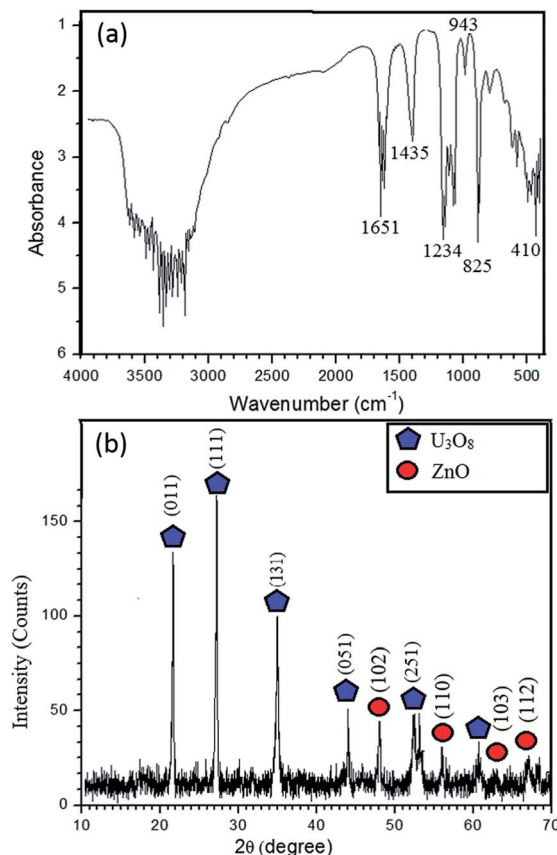 (a)
943
1
2
3
4
5
6
Absorbance
1435
1651
1234
825
410
4000 3500 3000 2500 2000 1500 1000 500
Wavenumber (cm⁻¹)
(b)
U₃O₈
ZnO
(011)
(111)
(131)
(051)
(102)
(251)
(110)
(103)
(112)
150
100
50
0
Intensity (Counts)
10 20 30 40 50 60 70
2θ (degree)